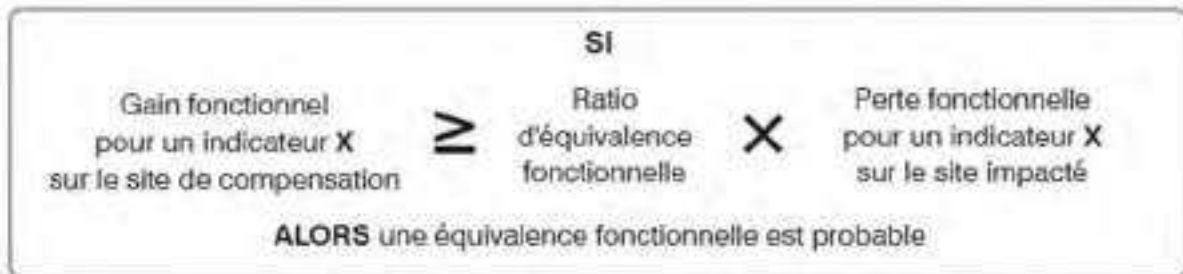 SI
Gain fonctionnel
pour un indicateur X
sur le site de compensation
≥
Ratio
d'équivalence
fonctionnelle
×
Perte fonctionnelle
pour un indicateur X
sur le site impacté
ALORS une équivalence fonctionnelle est probable